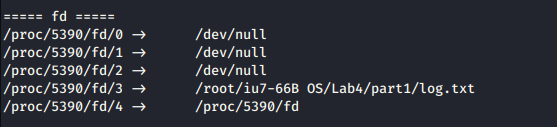 ===== fd =====
/proc/5390/fd/0 -> /dev/null
/proc/5390/fd/1 -> /dev/null
/proc/5390/fd/2 -> /dev/null
/proc/5390/fd/3 -> /root/iu7-66B OS/Lab4/part1/log.txt
/proc/5390/fd/4 -> /proc/5390/fd